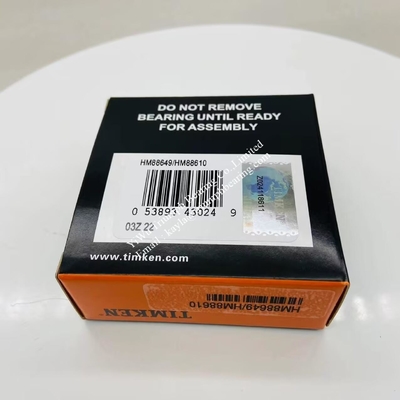 DO NOT REMOVE
BEARING UNTIL READY
FOR ASSEMBLY
HM88649/HM88610
0 53893 43024 9
03Z 22
www.timken.com
TIMKEN
HM88649/HM88610